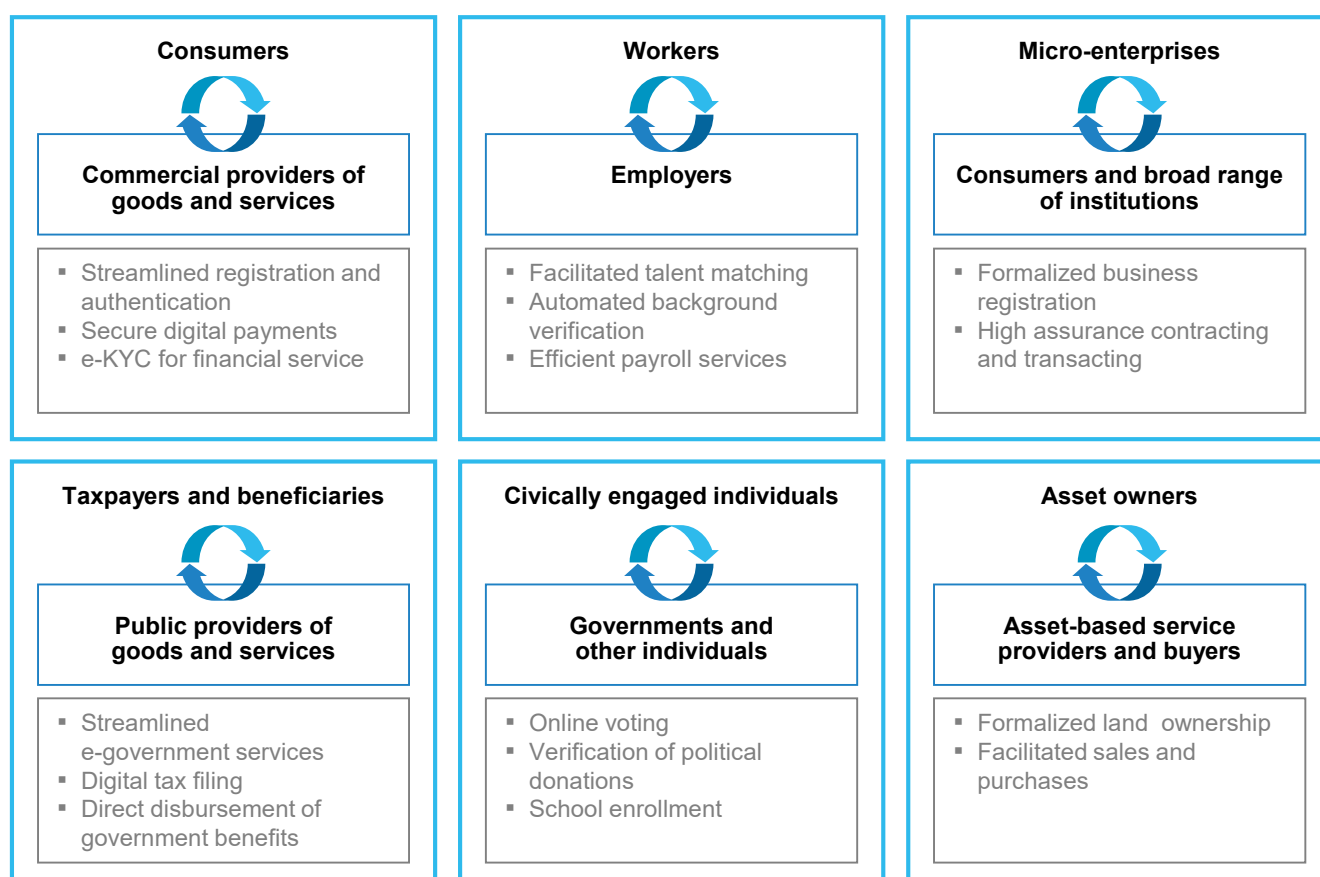 Consumers
Commercial providers of
goods and services
▪ Streamlined registration and
authentication
▪ Secure digital payments
▪ e-KYC for financial service
Workers
Employers
▪ Facilitated talent matching
▪ Automated background
verification
▪ Efficient payroll services
Micro-enterprises
Consumers and broad range
of institutions
▪ Formalized business
registration
▪ High assurance contracting
and transacting
Taxpayers and beneficiaries
Public providers of
goods and services
▪ Streamlined
e-government services
▪ Digital tax filing
▪ Direct disbursement of
government benefits
Civically engaged individuals
Governments and
other individuals
▪ Online voting
▪ Verification of political
donations
▪ School enrollment
Asset owners
Asset-based service
providers and buyers
▪ Formalized land  ownership
▪ Facilitated sales and
purchases